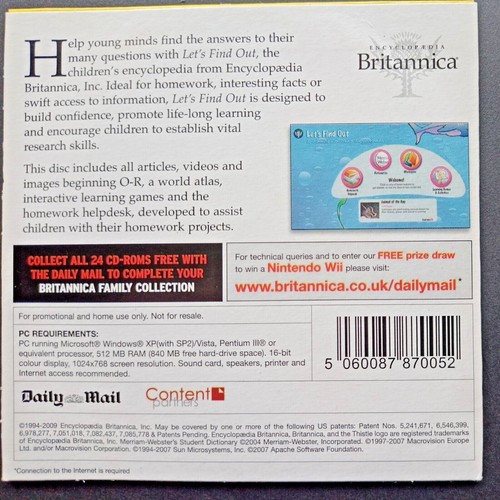 Help young minds find the answers to their
many questions with Let's Find Out, the
children's encyclopedia from Encyclopædia
Britannica, Inc. Ideal for homework, interesting facts or
swift access to information, Let's Find Out is designed to
build confidence, promote life-long learning
and encourage children to establish vital
research skills.
This disc includes all articles, videos and
images beginning O-R, a world atlas,
interactive learning games and the
homework helpdesk, developed to assist
children with their homework projects.
ENCYCLOPÆDIA
Britannica®
Let's Find Out
Welcome!
COLLECT ALL 24 CD-ROMS FREE WITH
THE DAILY MAIL TO COMPLETE YOUR
BRITANNICA FAMILY COLLECTION
For technical queries and to enter our FREE prize draw
to win a Nintendo Wii please visit:
www.britannica.co.uk/dailymail*
For promotional and home use only. Not for resale.
PC REQUIREMENTS:
PC running Microsoft® Windows® XP(with SP2)/Vista, Pentium III® or
equivalent processor, 512 MB RAM (840 MB free hard-drive space). 16-bit
colour display, 1024x768 screen resolution. Sound card, speakers, printer and
Internet access recommended.
5 060087 870052
Daily Mail
Content
partners
©1994-2009 Encyclopædia Britannica, Inc. May be covered by one or more of the following US patents: Patent Nos. 5,241,671, 6,546,399,
6,978,277, 7,051,018, 7,082,437, 7,085,778 & Patents Pending. Encyclopædia Britannica, Britannica, and the Thistle logo are registered trademarks
of Encyclopædia Britannica, Inc. Merriam-Webster's Student Dictionary ©2004 Merriam-Webster, Incorporated. ©1997-2007 Macrovision Europe
Ltd. and/or Macrovision Corporation. ©1994-2007 Sun Microsystems, Inc. ©2007 Apache Software Foundation.
*Connection to the Internet is required